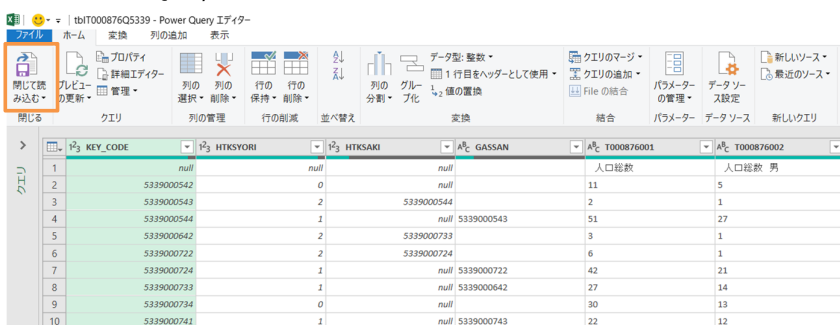 tblT000876Q5339 - Power Query エディター
ファイル ホーム 変換 列の追加 表示
閉じて読み込む
プレビューの更新
プロパティ
詳細エディター
管理
列の選択
列の削除
行の保持
行の削除
列の分割
グループ化
データ型: 整数
1 行目をヘッダーとして使用
値の置換
クエリのマージ
クエリの追加
File の結合
パラメーターの管理
データ ソース設定
新しいソース
最近のソース
閉じる クエリ 列の管理 行の削減 並べ替え 変換 結合 パラメーター データ ソース 新しいクエリ
クエリ
KEY_CODE HTKSYORI HTKSAKI GASSAN T000876001 T000876002
1 null null null 人口総数 人口総数 男
2 5339000542 0 null 11 5
3 5339000543 2 5339000544 2 1
4 5339000544 1 null 5339000543 51 27
5 5339000642 2 5339000733 3 1
6 5339000722 2 5339000724 6 1
7 5339000724 1 null 5339000722 42 21
8 5339000733 1 null 5339000642 27 14
9 5339000734 0 null 30 13
10 5339000741 1 null 5339000743 22 12